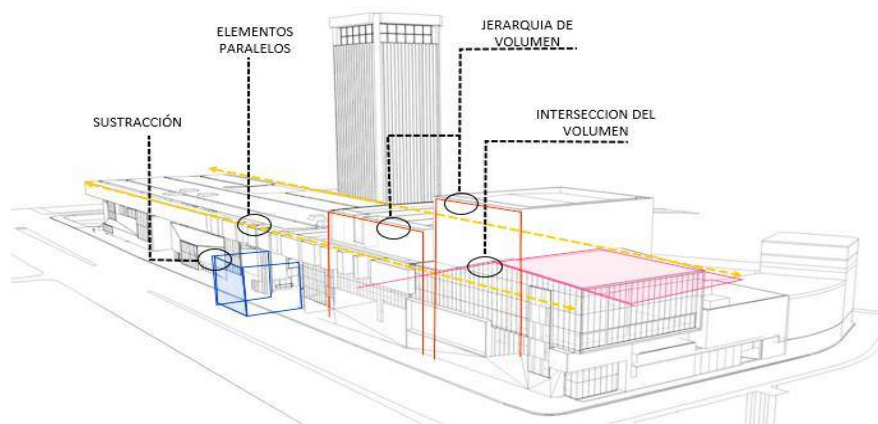 ELEMENTOS
PARALELOS
JERARQUIA DE
VOLUMEN
SUSTRACCIÓN
INTERSECCION DEL
VOLUMEN